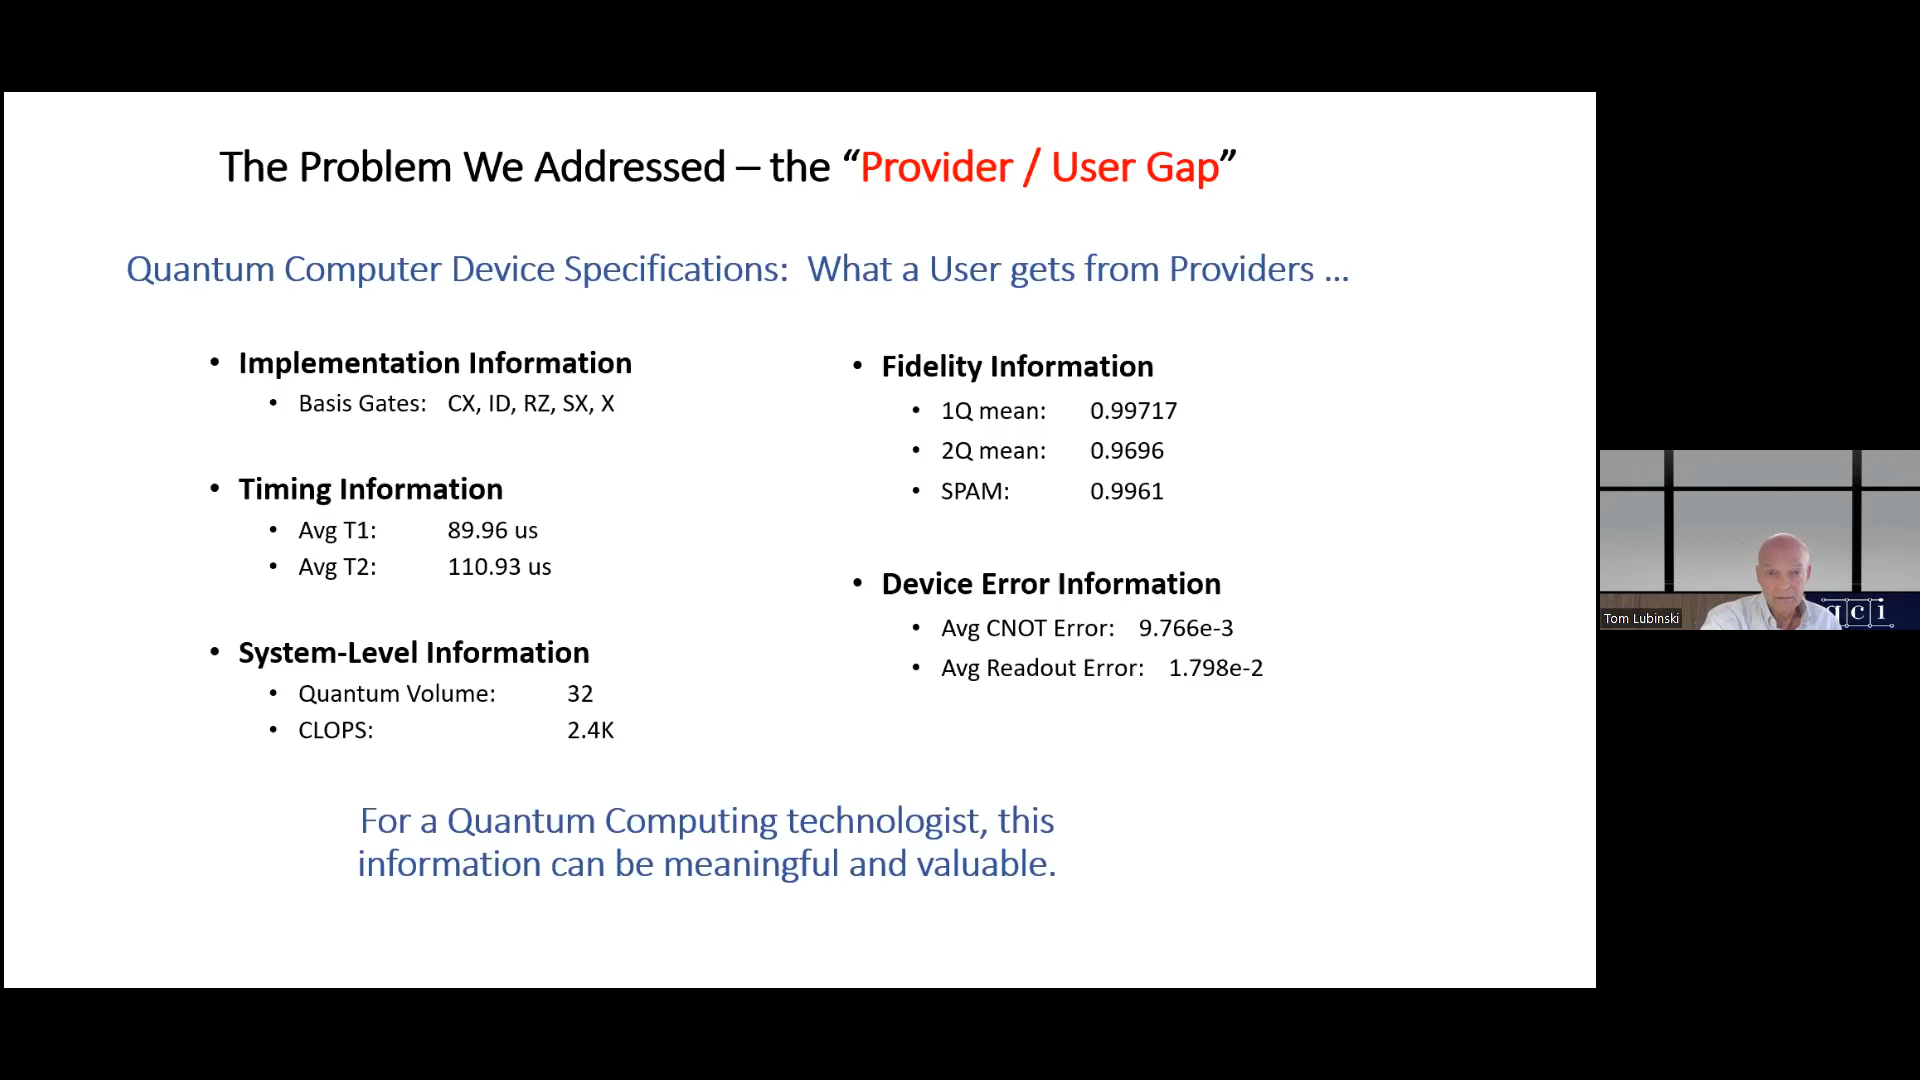 The Problem We Addressed – the “Provider / User Gap”
Quantum Computer Device Specifications:  What a User gets from Providers ...
• Implementation Information
• Basis Gates: CX, ID, RZ, SX, X
• Timing Information
• Avg T1: 89.96 us
• Avg T2: 110.93 us
• System-Level Information
• Quantum Volume: 32
• CLOPS: 2.4K
• Fidelity Information
• 1Q mean: 0.99717
• 2Q mean: 0.9696
• SPAM: 0.9961
• Device Error Information
• Avg CNOT Error: 9.766e-3
• Avg Readout Error: 1.798e-2
For a Quantum Computing technologist, this
information can be meaningful and valuable.
Tom Lubinski
qci